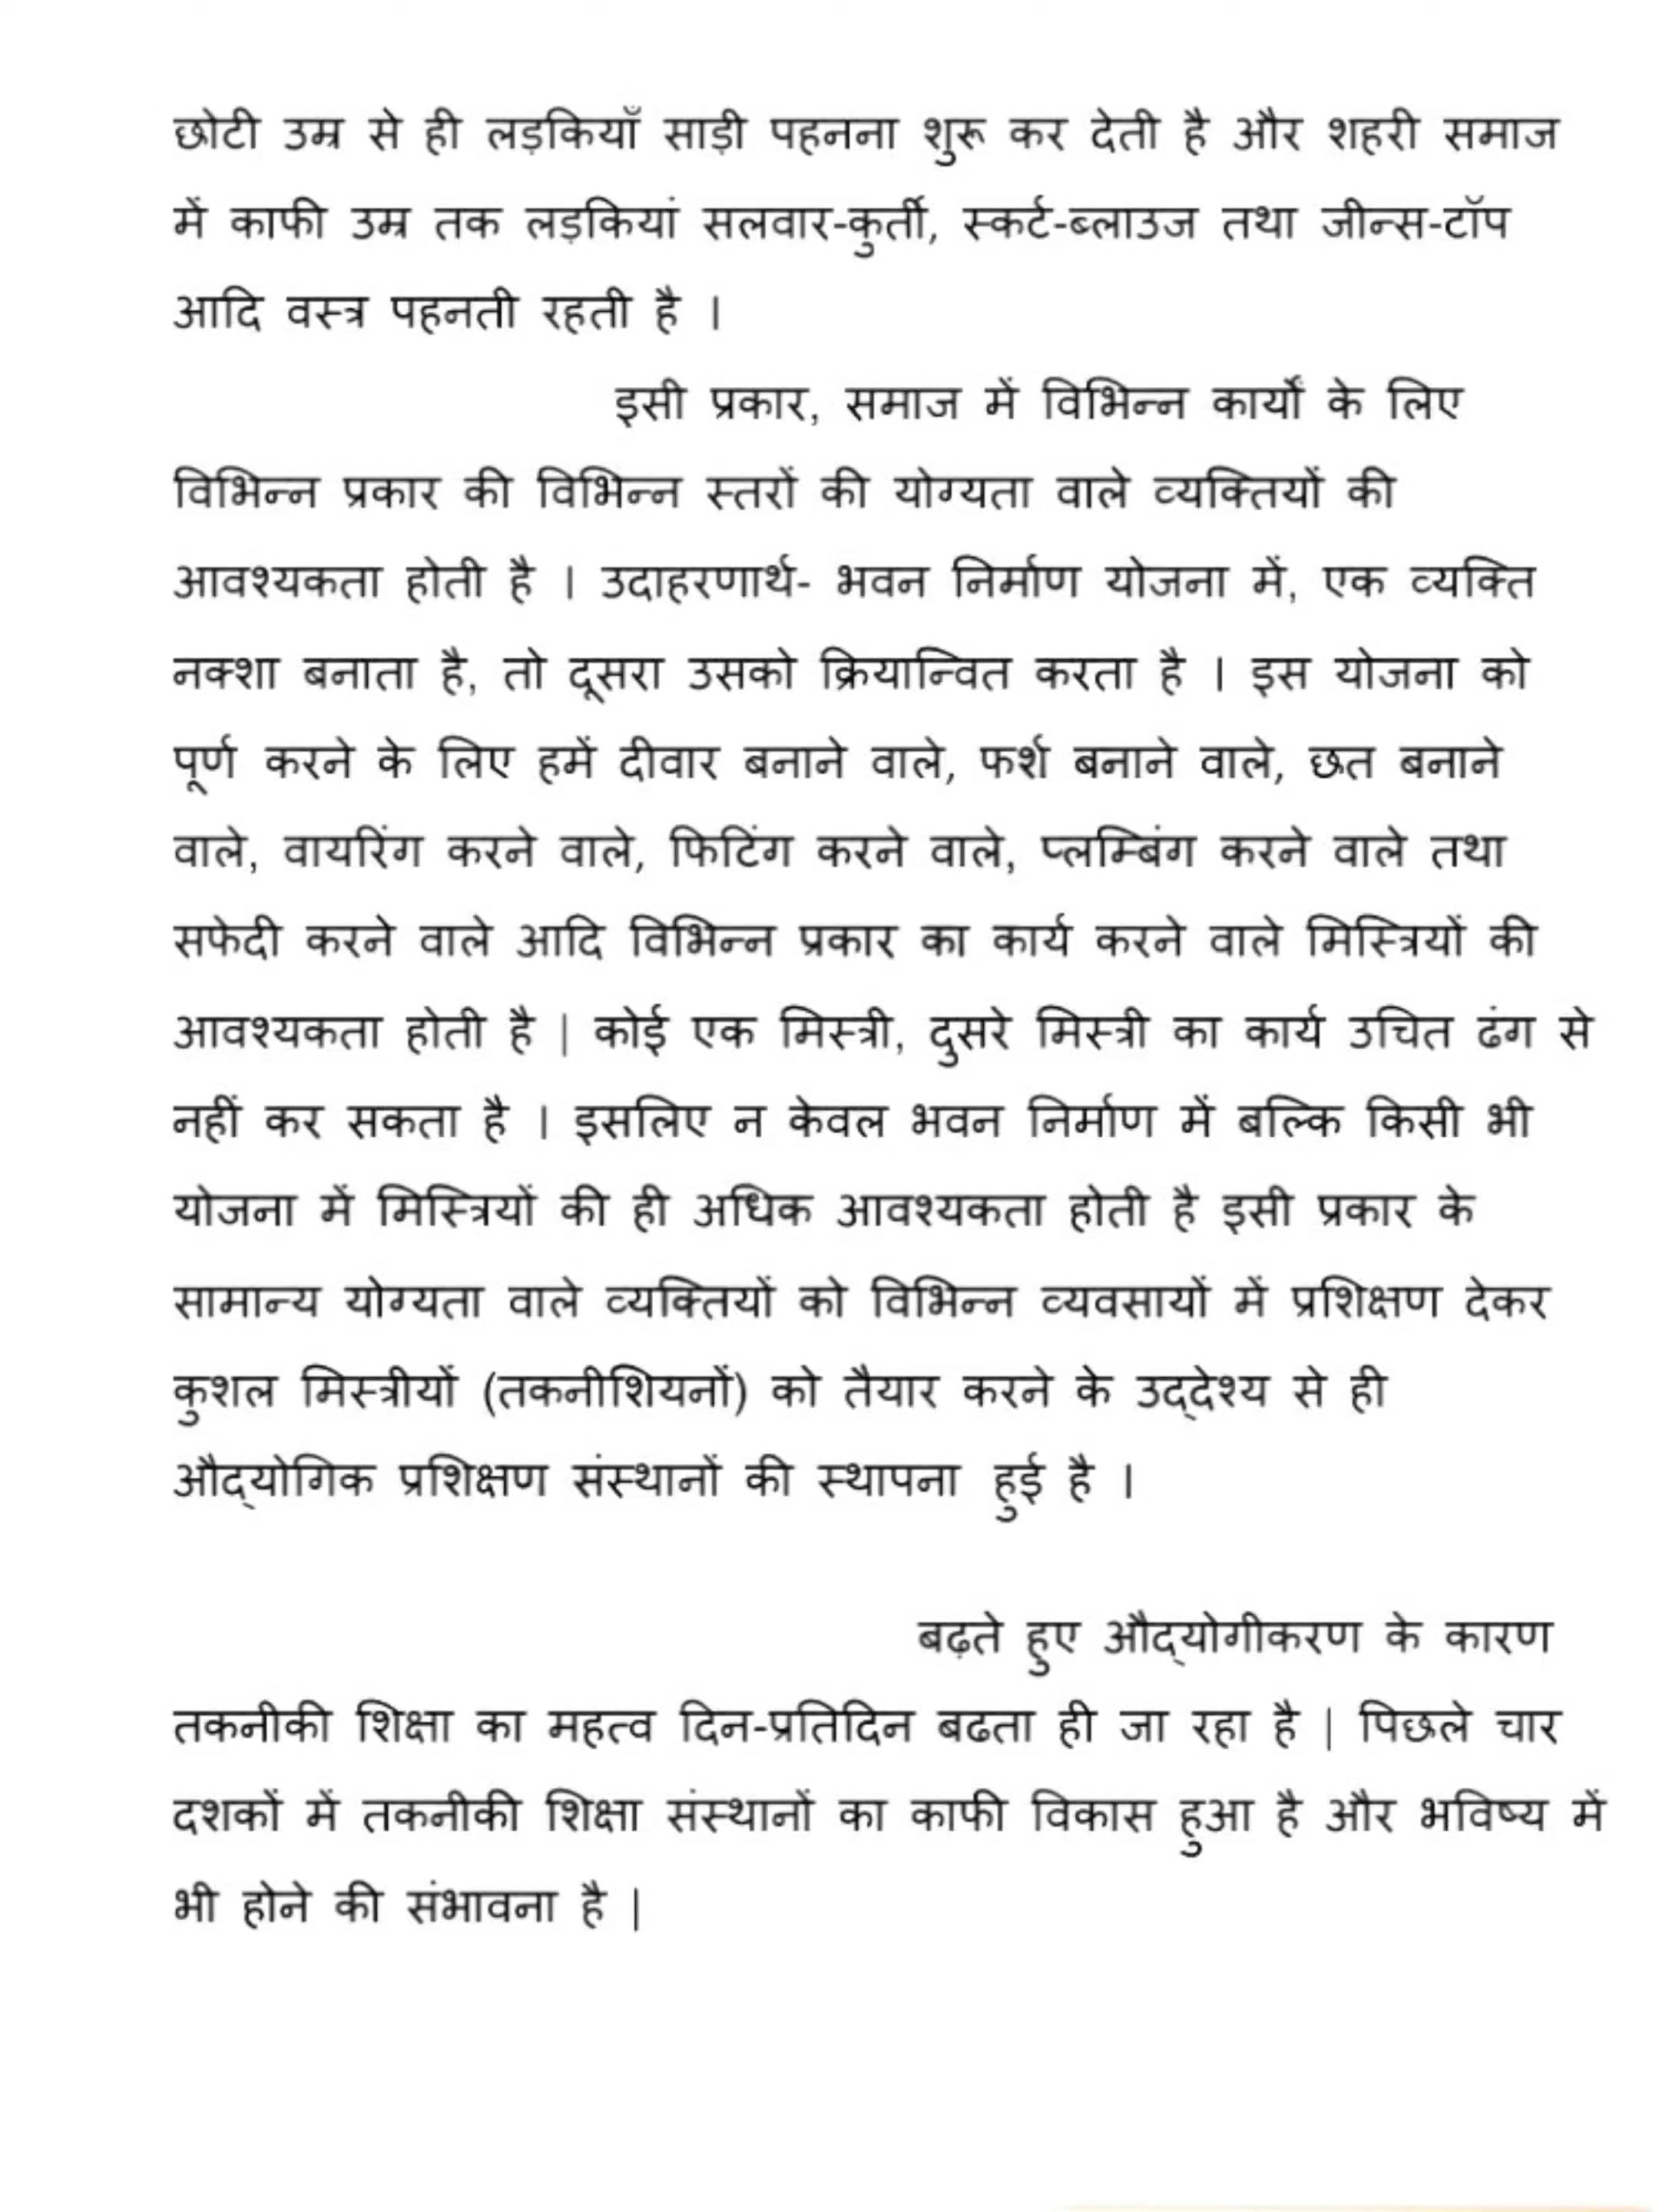 छोटी उम्र से ही लड़कियाँ साड़ी पहनना शुरू कर देती है और शहरी समाज
में काफी उम्र तक लड़कियां सलवार-कुर्ती, स्कर्ट-ब्लाउज तथा जीन्स-टॉप
आदि वस्त्र पहनती रहती है ।
इसी प्रकार, समाज में विभिन्न कार्यों के लिए
विभिन्न प्रकार की विभिन्न स्तरों की योग्यता वाले व्यक्तियों की
आवश्यकता होती है । उदाहरणार्थ- भवन निर्माण योजना में, एक व्यक्ति
नक्शा बनाता है, तो दूसरा उसको क्रियान्वित करता है । इस योजना को
पूर्ण करने के लिए हमें दीवार बनाने वाले, फर्श बनाने वाले, छत बनाने
वाले, वायरिंग करने वाले, फिटिंग करने वाले, प्लम्बिंग करने वाले तथा
सफेदी करने वाले आदि विभिन्न प्रकार का कार्य करने वाले मिस्त्रियों की
आवश्यकता होती है | कोई एक मिस्त्री, दुसरे मिस्त्री का कार्य उचित ढंग से
नहीं कर सकता है । इसलिए न केवल भवन निर्माण में बल्कि किसी भी
योजना में मिस्त्रियों की ही अधिक आवश्यकता होती है इसी प्रकार के
सामान्य योग्यता वाले व्यक्तियों को विभिन्न व्यवसायों में प्रशिक्षण देकर
कुशल मिस्त्रीयों (तकनीशियनों) को तैयार करने के उद्देश्य से ही
औद्योगिक प्रशिक्षण संस्थानों की स्थापना हुई है ।
बढ़ते हुए औद्योगीकरण के कारण
तकनीकी शिक्षा का महत्व दिन-प्रतिदिन बढता ही जा रहा है | पिछले चार
दशकों में तकनीकी शिक्षा संस्थानों का काफी विकास हुआ है और भविष्य में
भी होने की संभावना है |